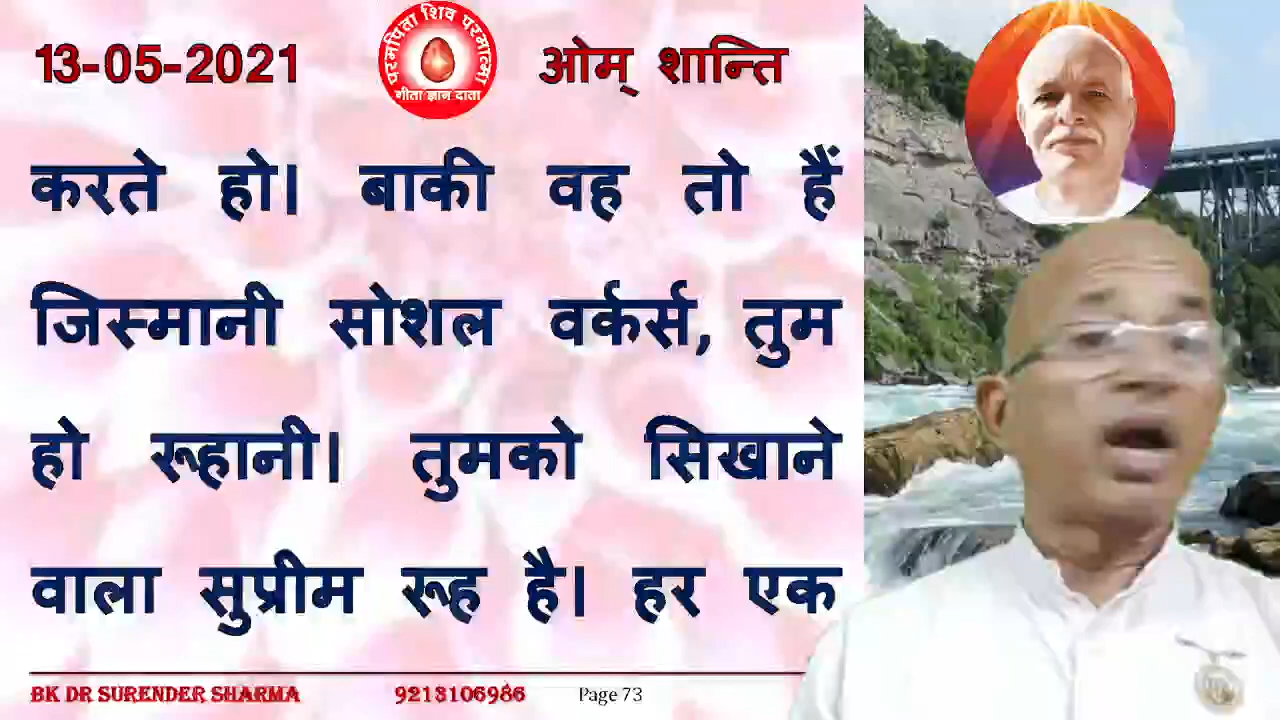 13-05-2021
परमपिता शिव परमात्मा
गीता ज्ञान दाता
ओम् शान्ति
करते हो। बाकी वह तो हैं
जिस्मानी सोशल वर्कर्स, तुम
हो रूहानी। तुमको सिखाने
वाला सुप्रीम रूह है। हर एक
BK DR SURENDER SHARMA 9213106986 Page 73